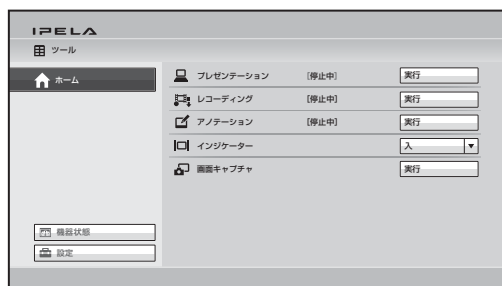 IPELA
ツール
ホーム
プレゼンテーション [停止中] 実行
レコーディング [停止中] 実行
アノテーション [停止中] 実行
インジケーター 入
画面キャプチャ 実行
機器状態
設定